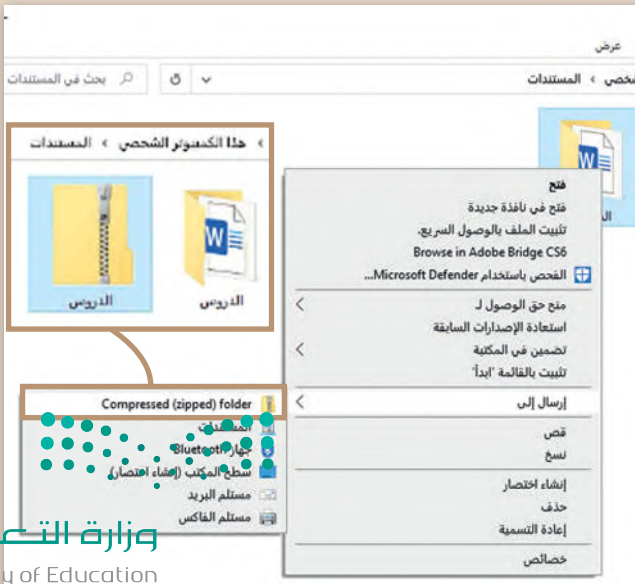 عرض
المستندات
بحث في المستندات
هذا الكمبيوتر الشخصي › المستندات
الدروس
الدروس
فتح
فتح في نافذة جديدة
تثبيت الملف بالوصول السريع.
Browse in Adobe Bridge CS6
الفحص باستخدام Microsoft Defender...
منح حق الوصول لـ
استعادة الإصدارات السابقة
تضمين في المكتبة
تثبيت بالقائمة "ابدأ"
إرسال إلى
قص
نسخ
إنشاء اختصار
حذف
إعادة التسمية
خصائص
Compressed (zipped) folder
المستندات
جهاز Bluetooth
سطح المكتب (إنشاء اختصار)
مستلم البريد
مستلم الفاكس
وزارة
of Education